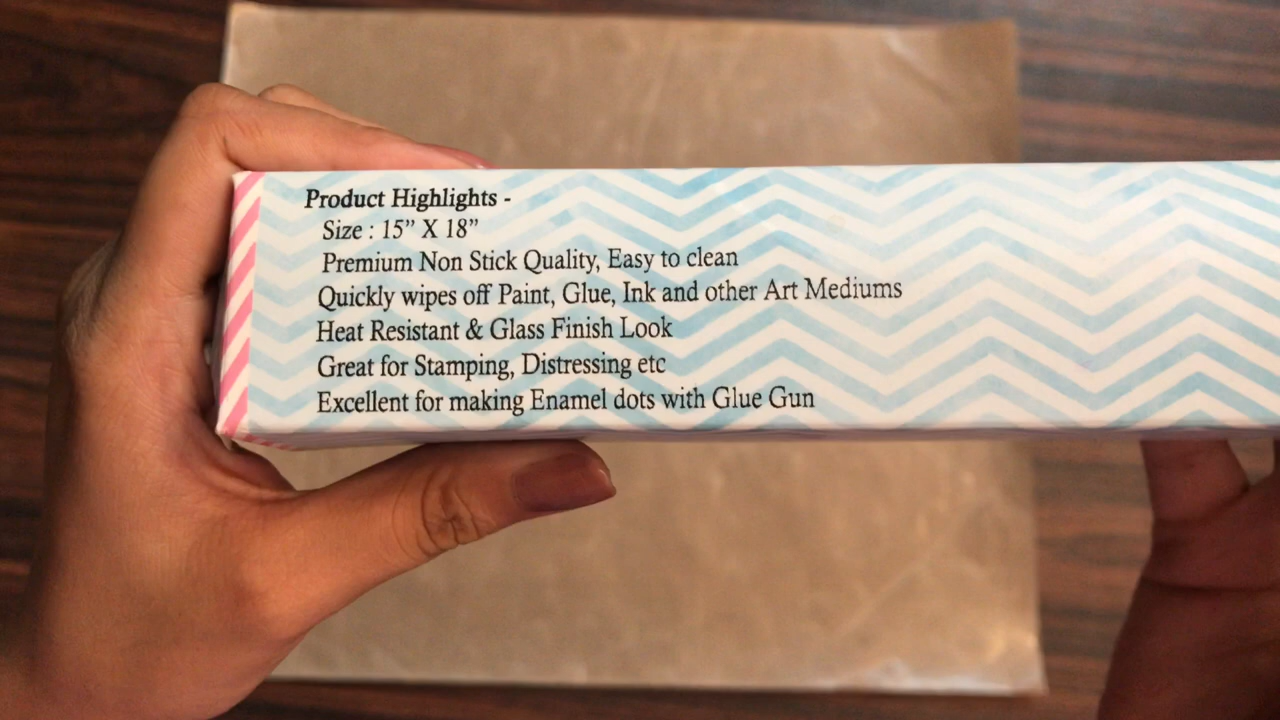 Product Highlights -
Size : 15” X 18”
Premium Non Stick Quality, Easy to clean
Quickly wipes off Paint, Glue, Ink and other Art Mediums
Heat Resistant & Glass Finish Look
Great for Stamping, Distressing etc
Excellent for making Enamel dots with Glue Gun